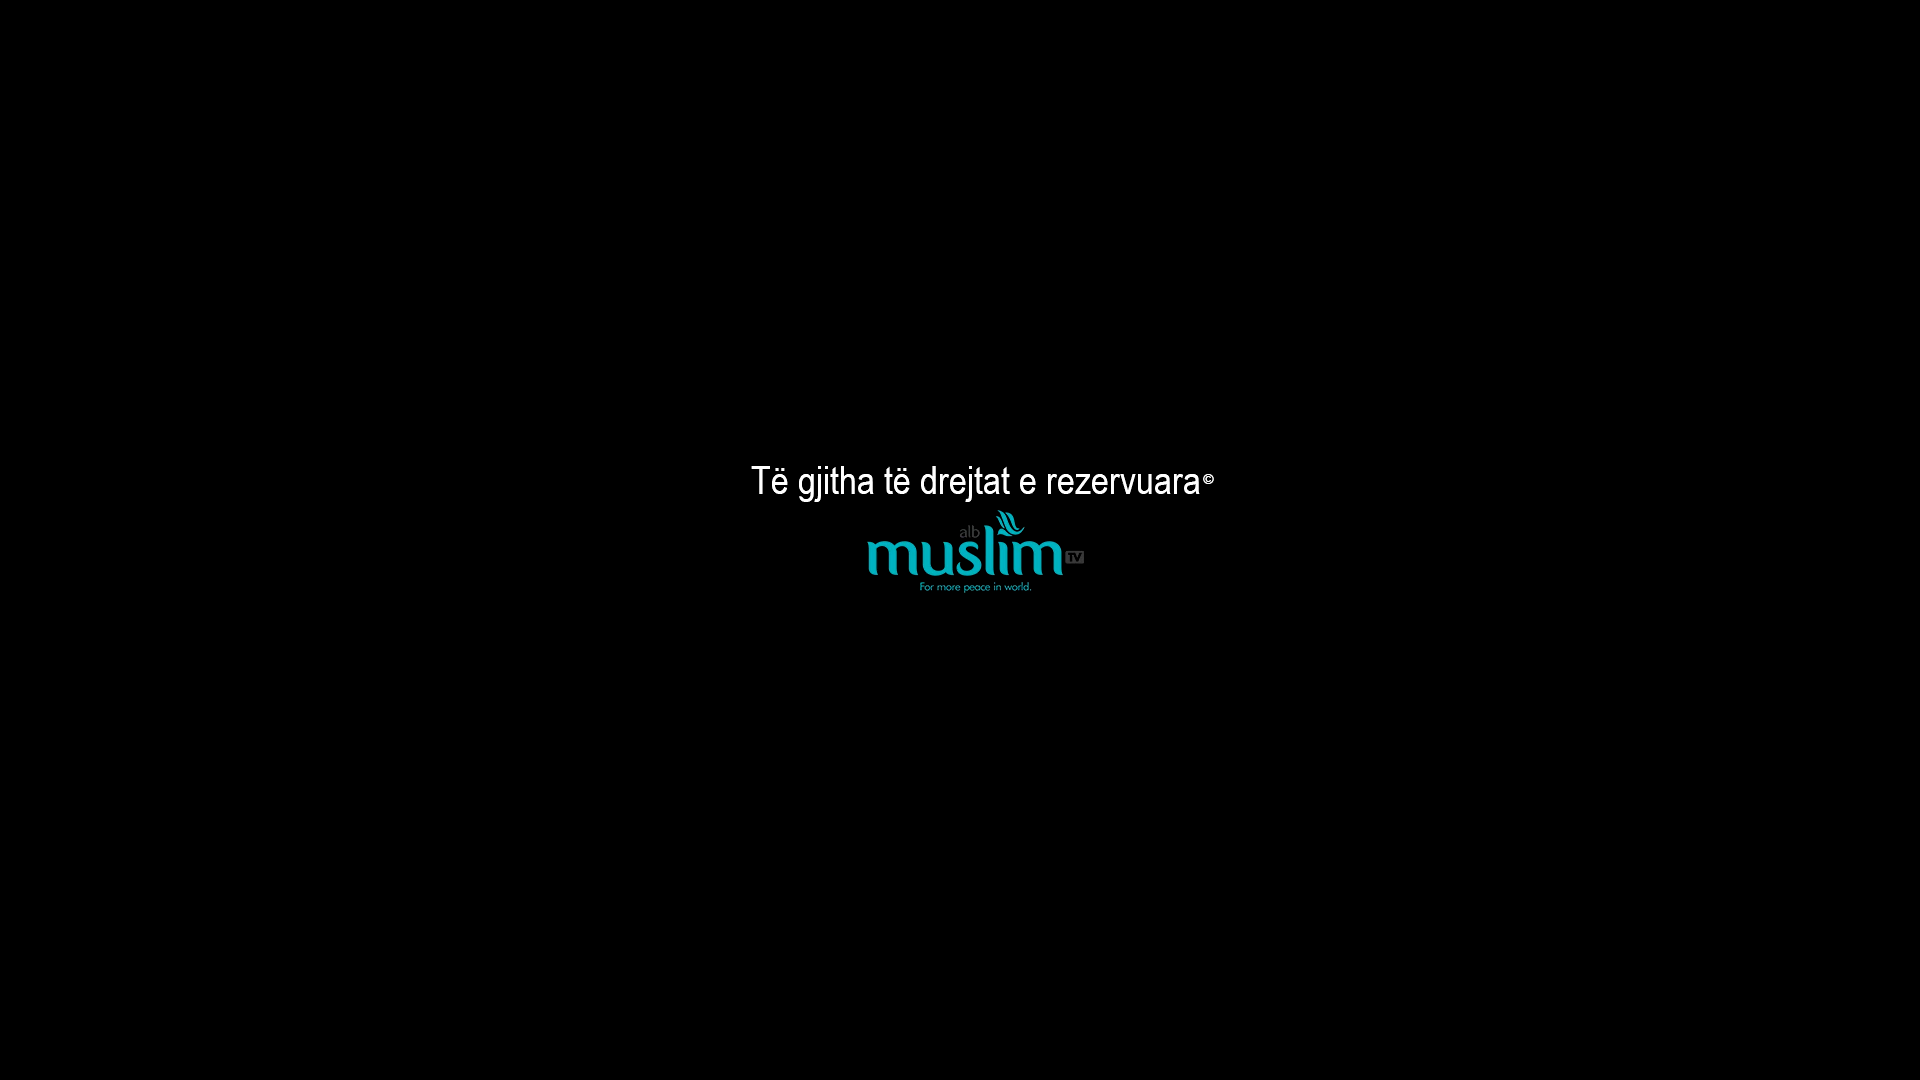 Të gjitha të drejtat e rezervuara©
alb
muslim TV
For more peace in world.